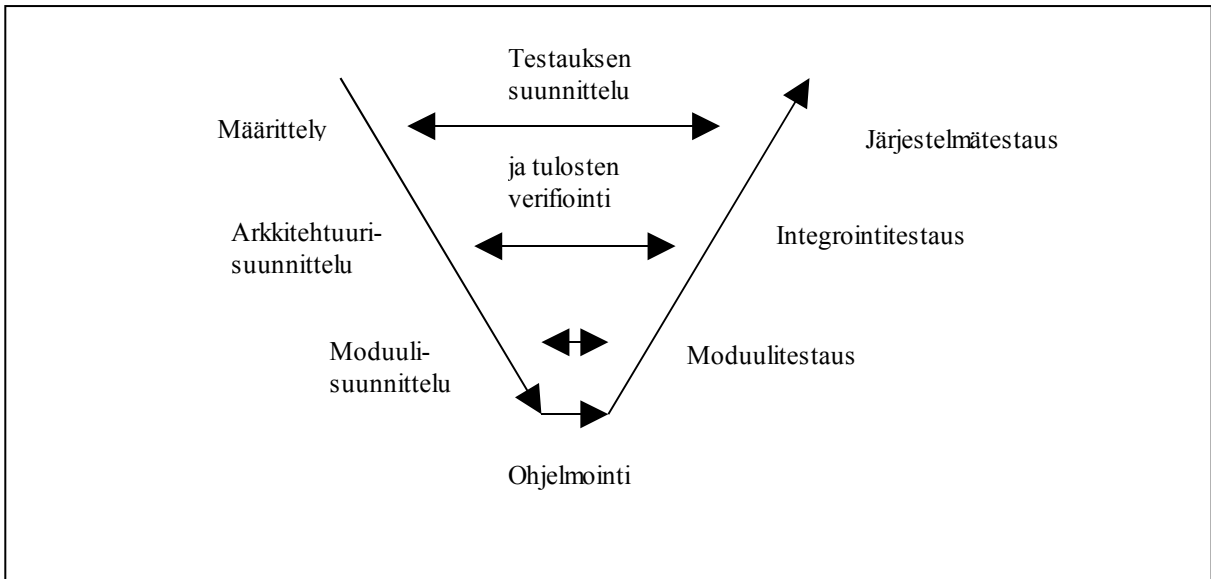 Testauksen
suunnittelu
Määrittely
Järjestelmätestaus
ja tulosten
verifiointi
Arkkitehtuuri-
suunnittelu
Integrointitestaus
Moduuli-
suunnittelu
Moduulitestaus
Ohjelmointi